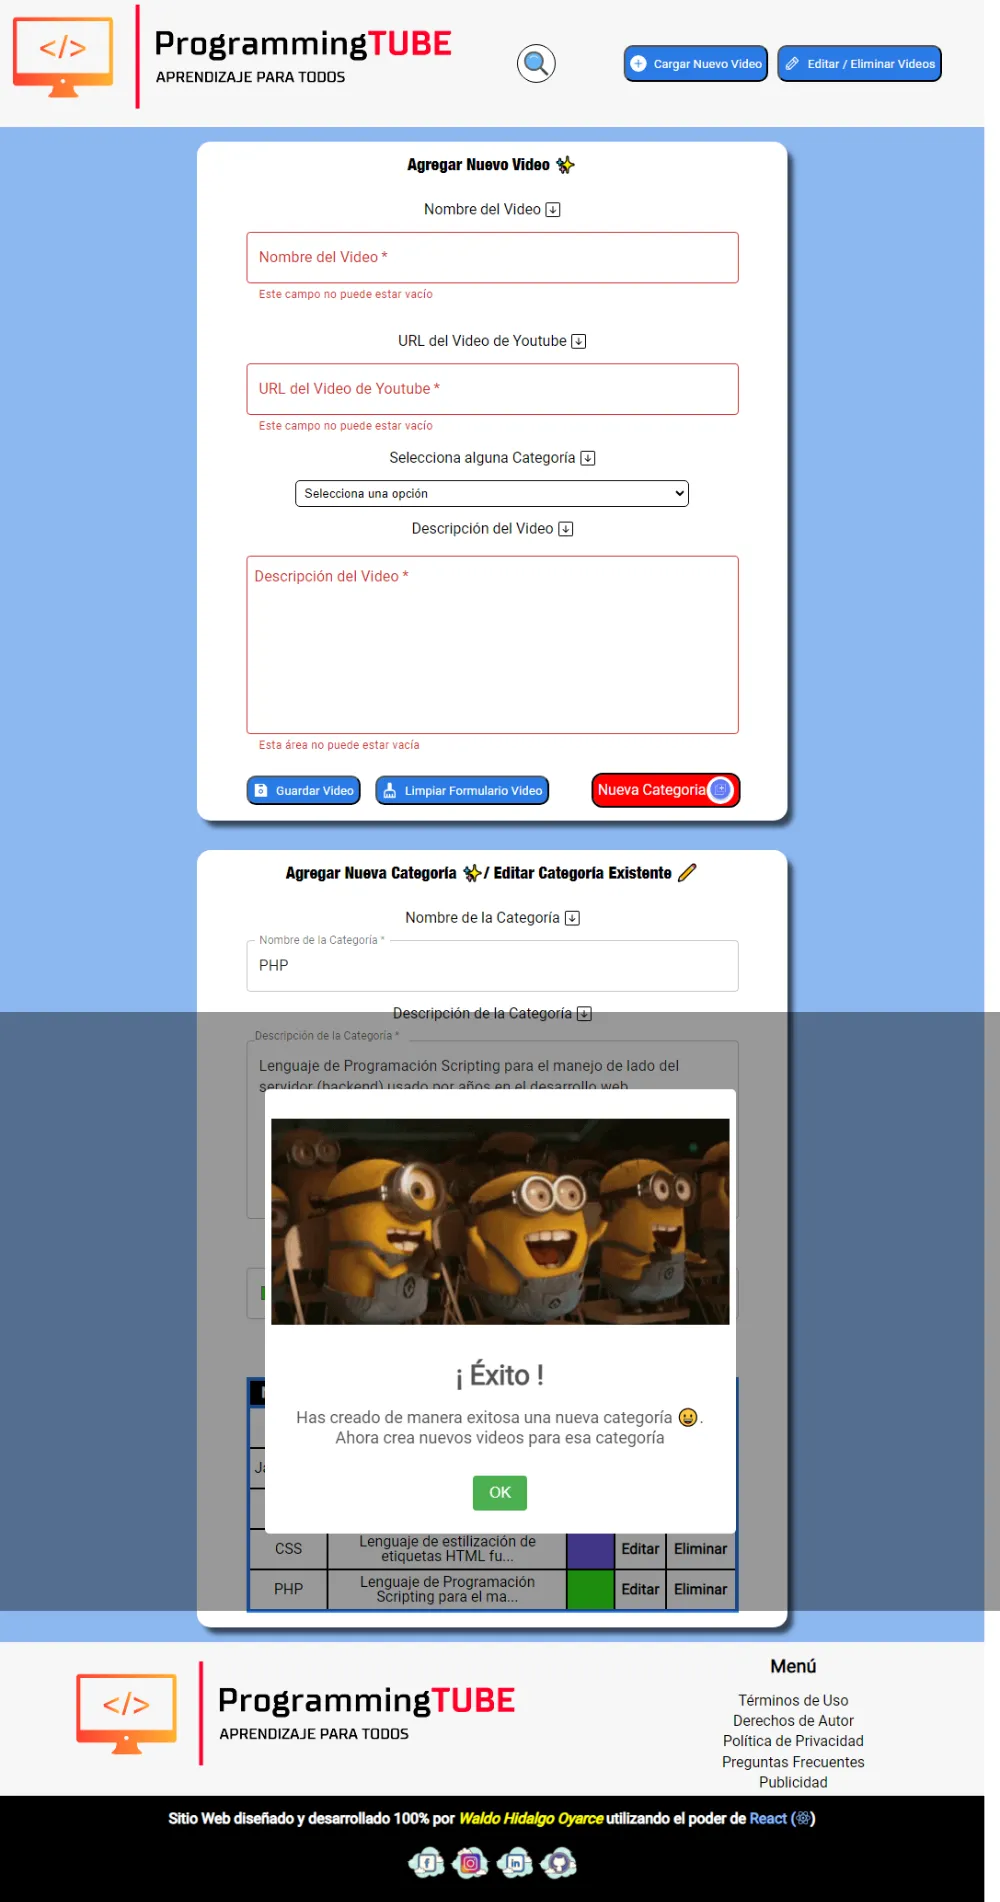 </>
ProgrammingTUBE
APRENDIZAJE PARA TODOS
Cargar Nuevo Video
Editar / Eliminar Videos
Agregar Nuevo Video ✨
Nombre del Video
Nombre del Video *
Este campo no puede estar vacío
URL del Video de Youtube
URL del Video de Youtube *
Este campo no puede estar vacío
Selecciona alguna Categoría
Selecciona una opción
Descripción del Video
Descripción del Video *
Esta área no puede estar vacía
Guardar Video
Limpiar Formulario Video
Nueva Categoria
Agregar Nueva Categoría ✨/ Editar Categoría Existente ✏️
Nombre de la Categoría
Nombre de la Categoría *
PHP
Descripción de la Categoría
Descripción de la Categoría *
Lenguaje de Programación Scripting para el manejo de lado del
servidor (backend) usado por años en el desarrollo web
¡ Éxito !
Has creado de manera exitosa una nueva categoría 😀.
Ahora crea nuevos videos para esa categoría
OK
CSS Lenguaje de estilización de etiquetas HTML fu... Editar Eliminar
PHP Lenguaje de Programación Scripting para el ma... Editar Eliminar
</>
ProgrammingTUBE
APRENDIZAJE PARA TODOS
Menú
Términos de Uso
Derechos de Autor
Política de Privacidad
Preguntas Frecuentes
Publicidad
Sitio Web diseñado y desarrollado 100% por Waldo Hidalgo Oyarce utilizando el poder de React (⚛)